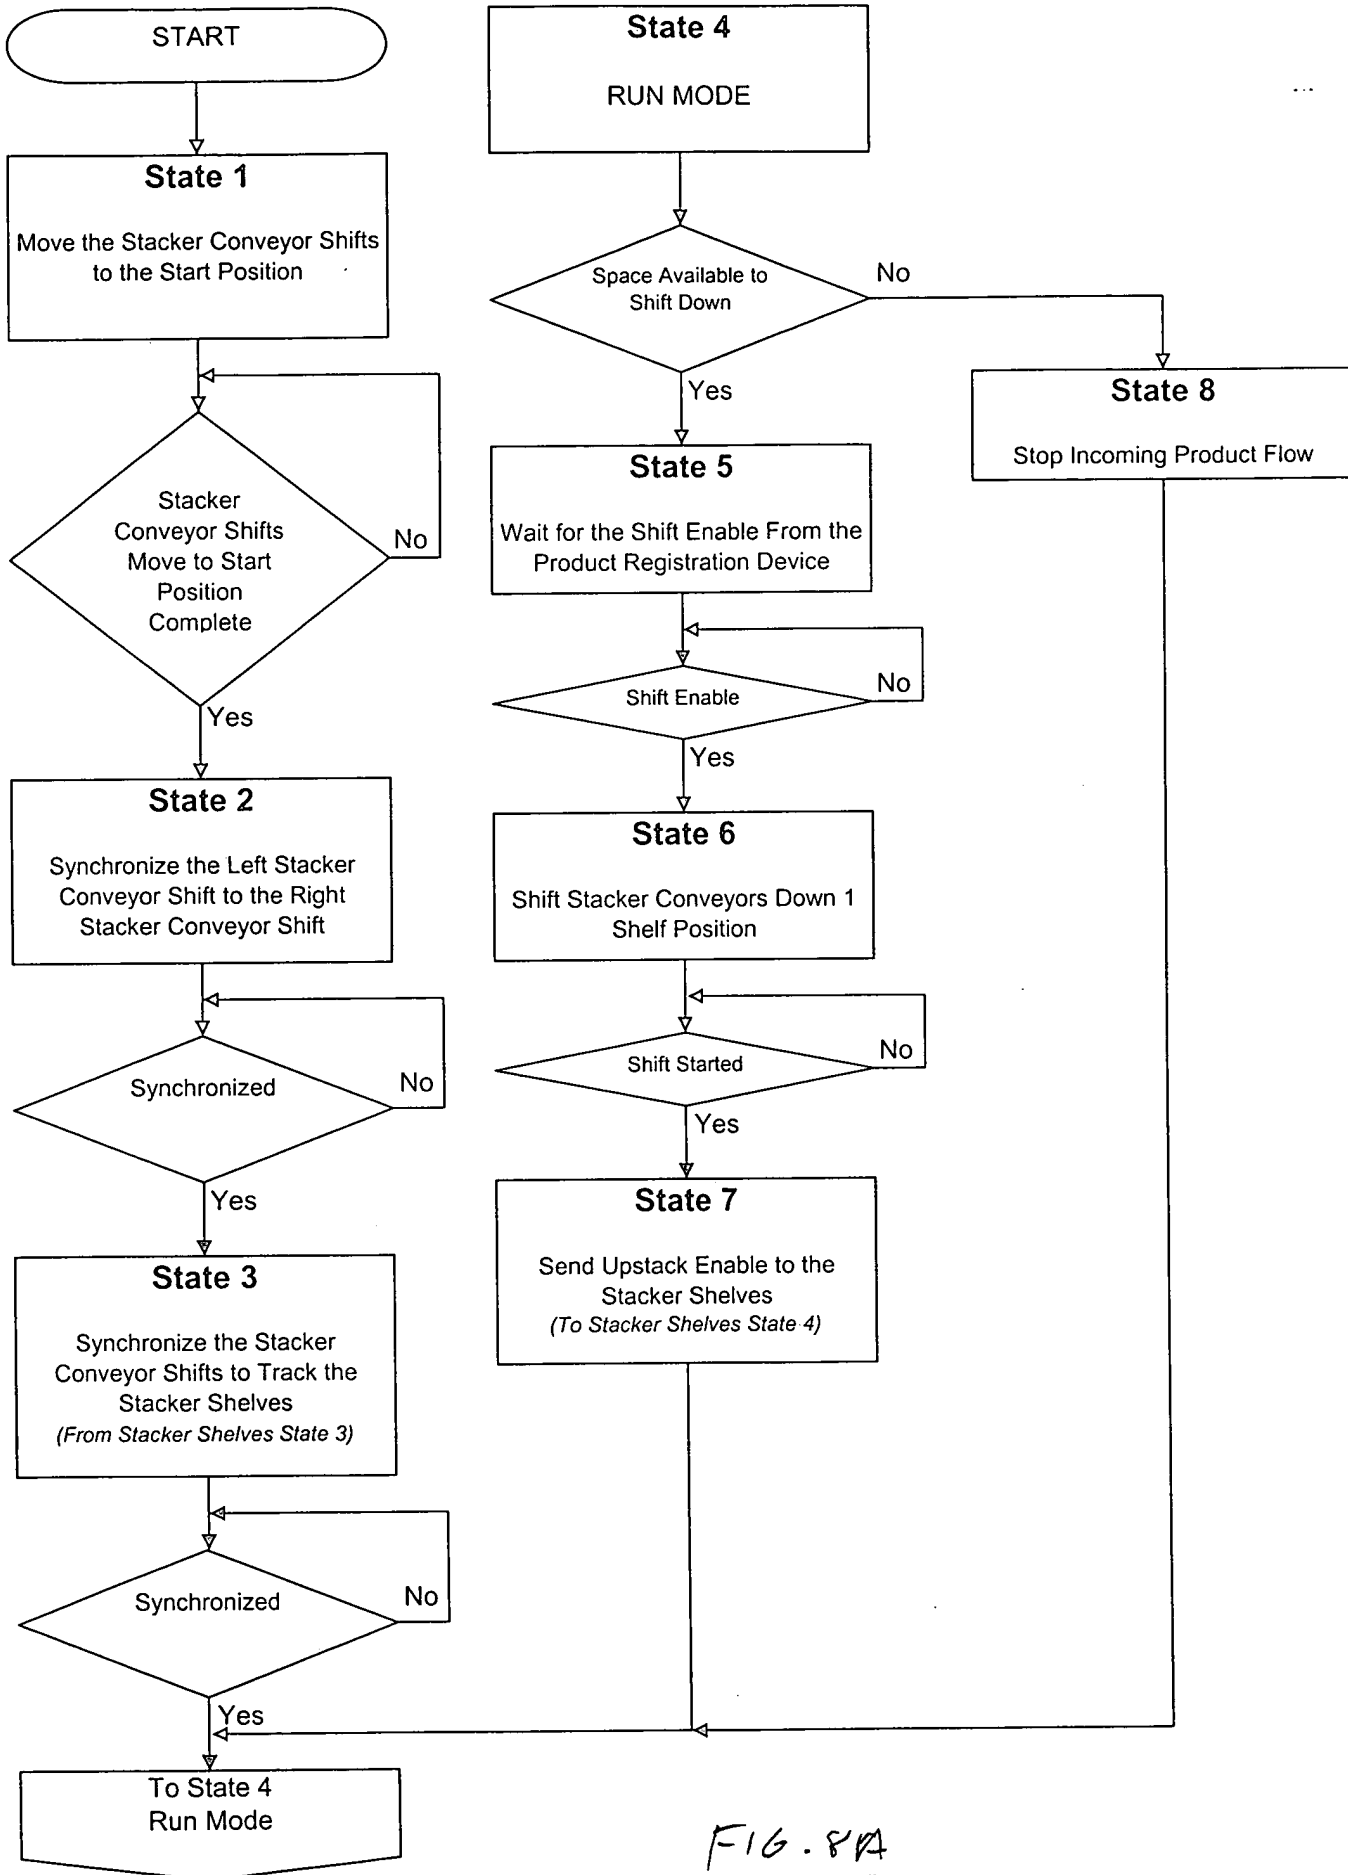 START
State 1
Move the Stacker Conveyor Shifts
to the Start Position
Stacker
Conveyor Shifts
Move to Start
Position
Complete
No
Yes
State 2
Synchronize the Left Stacker
Conveyor Shift to the Right
Stacker Conveyor Shift
Synchronized
No
Yes
State 3
Synchronize the Stacker
Conveyor Shifts to Track the
Stacker Shelves
(From Stacker Shelves State 3)
Synchronized
No
Yes
To State 4
Run Mode
State 4
RUN MODE
Space Available to
Shift Down
No
Yes
State 5
Wait for the Shift Enable From the
Product Registration Device
Shift Enable
No
Yes
State 6
Shift Stacker Conveyors Down 1
Shelf Position
Shift Started
No
Yes
State 7
Send Upstack Enable to the
Stacker Shelves
(To Stacker Shelves State 4)
State 8
Stop Incoming Product Flow
FIG. 8A